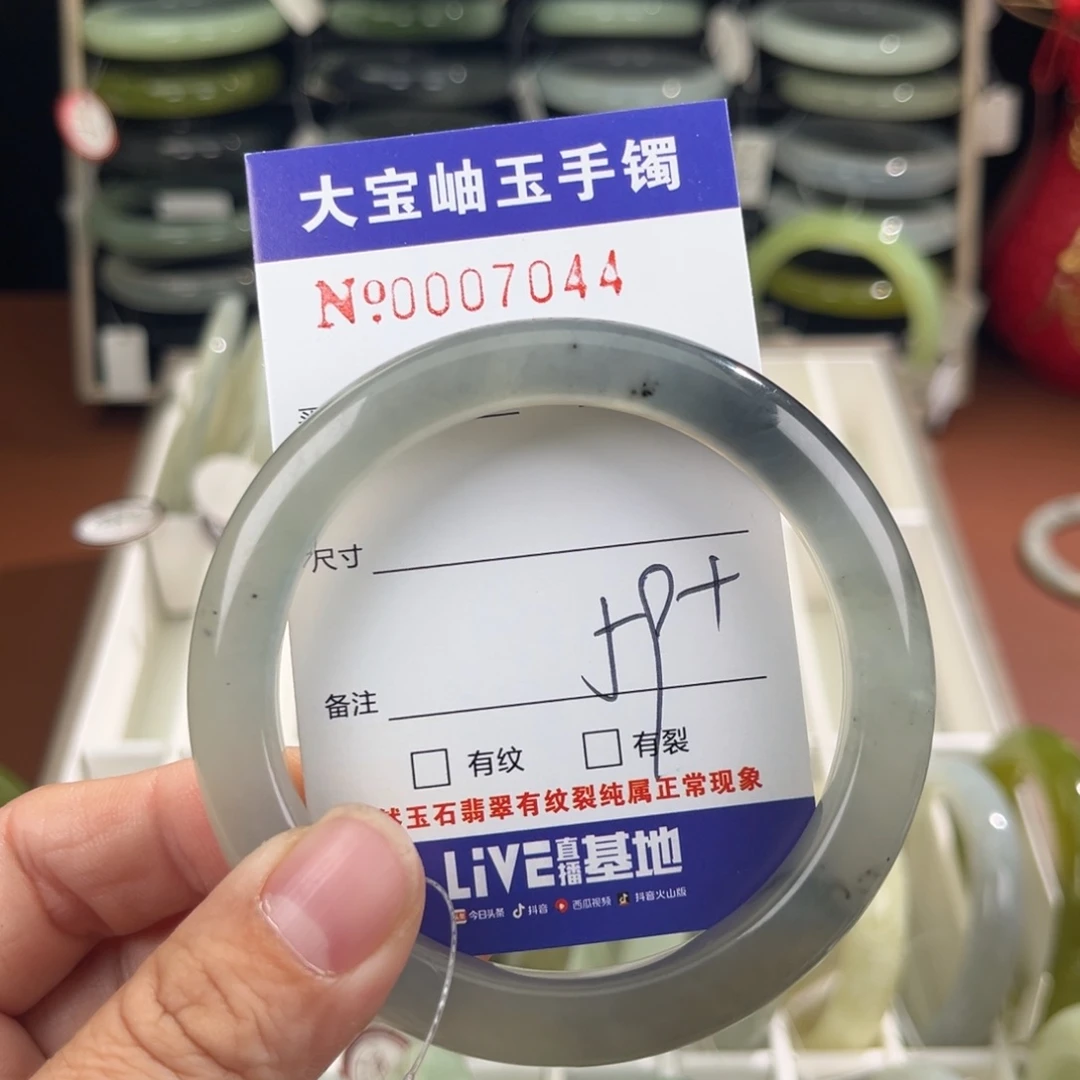 大宝岫玉手镯
№0007044
尺寸
备注
有纹
有裂
玉石翡翠有纹裂纯属正常现象
LiVE直播基地
今日头条 抖音 西瓜视频 抖音火山版